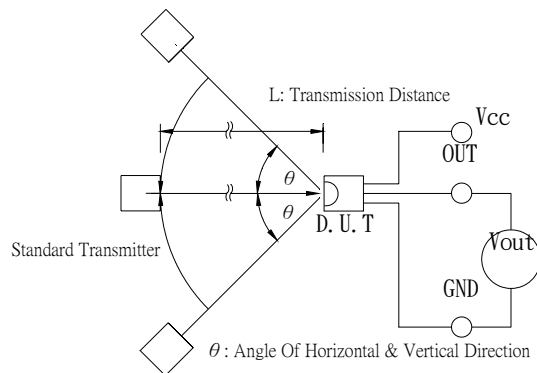 L: Transmission Distance
Vcc
OUT
θ
θ
D.U.T
Standard Transmitter
Vout
GND
θ : Angle Of Horizontal & Vertical Direction